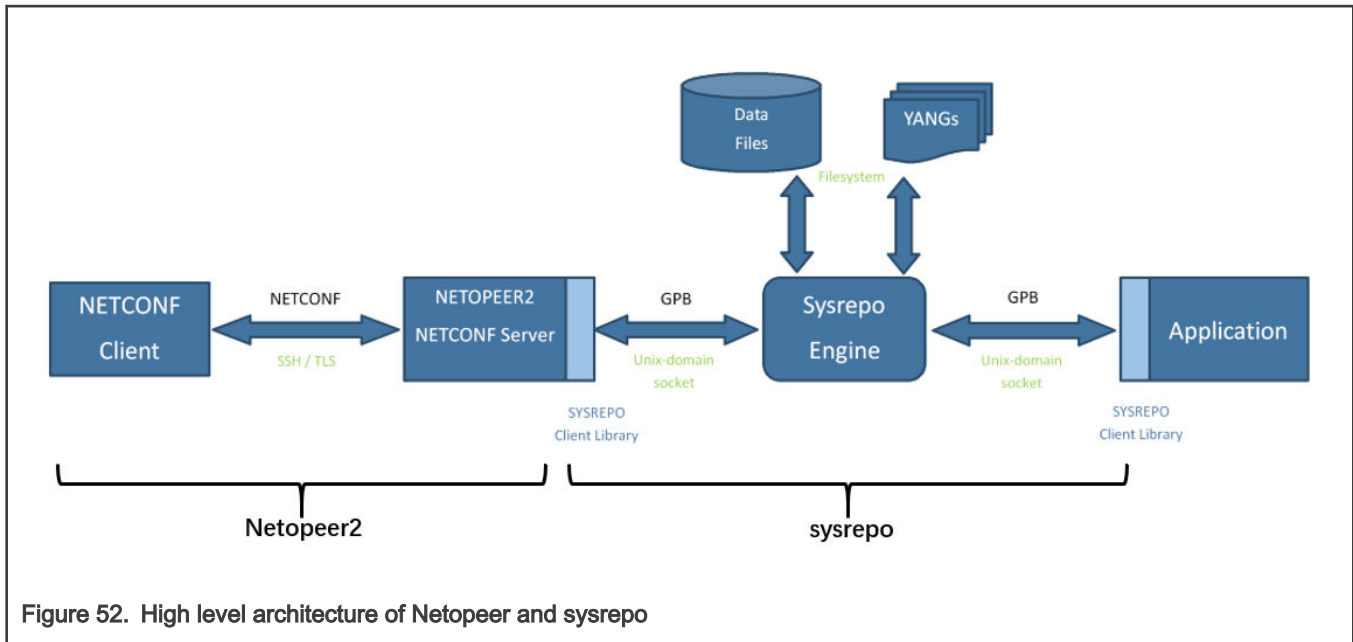 Data
Files
YANGs
Filesystem
NETCONF
Client
NETCONF
SSH / TLS
NETOPEER2
NETCONF Server
GPB
Unix-domain
socket
Sysrepo
Engine
GPB
Unix-domain
socket
Application
SYSREPO
Client Library
SYSREPO
Client Library
Netopeer2
sysrepo
Figure 52. High level architecture of Netopeer and sysrepo